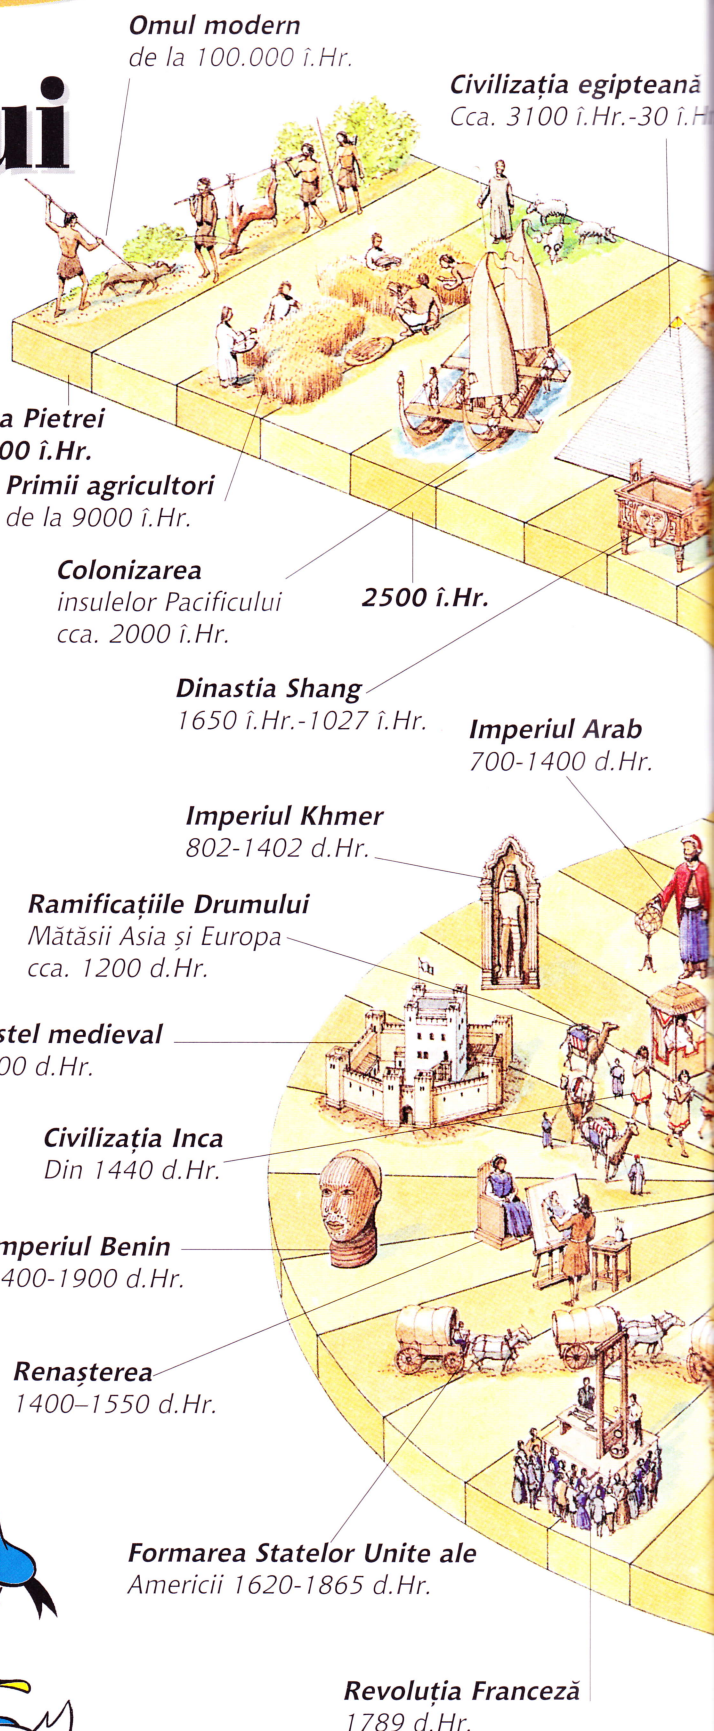 Omul modern
de la 100.000 î.Hr.
ui
Civilizația egipteană
Cca. 3100 î.Hr.-30 î.H
a Pietrei
00 î.Hr.
Primii agricultori
de la 9000 î.Hr.
Colonizarea
insulelor Pacificului
cca. 2000 î.Hr.
2500 î.Hr.
Dinastia Shang
1650 î.Hr.-1027 î.Hr.
Imperiul Arab
700-1400 d.Hr.
Imperiul Khmer
802-1402 d.Hr.
Ramificațiile Drumului
Mătăsii Asia și Europa
cca. 1200 d.Hr.
stel medieval
00 d.Hr.
Civilizația Inca
Din 1440 d.Hr.
mperiul Benin
400-1900 d.Hr.
Renașterea
1400–1550 d.Hr.
Formarea Statelor Unite ale
Americii 1620-1865 d.Hr.
Revoluția Franceză
1789 d.Hr.